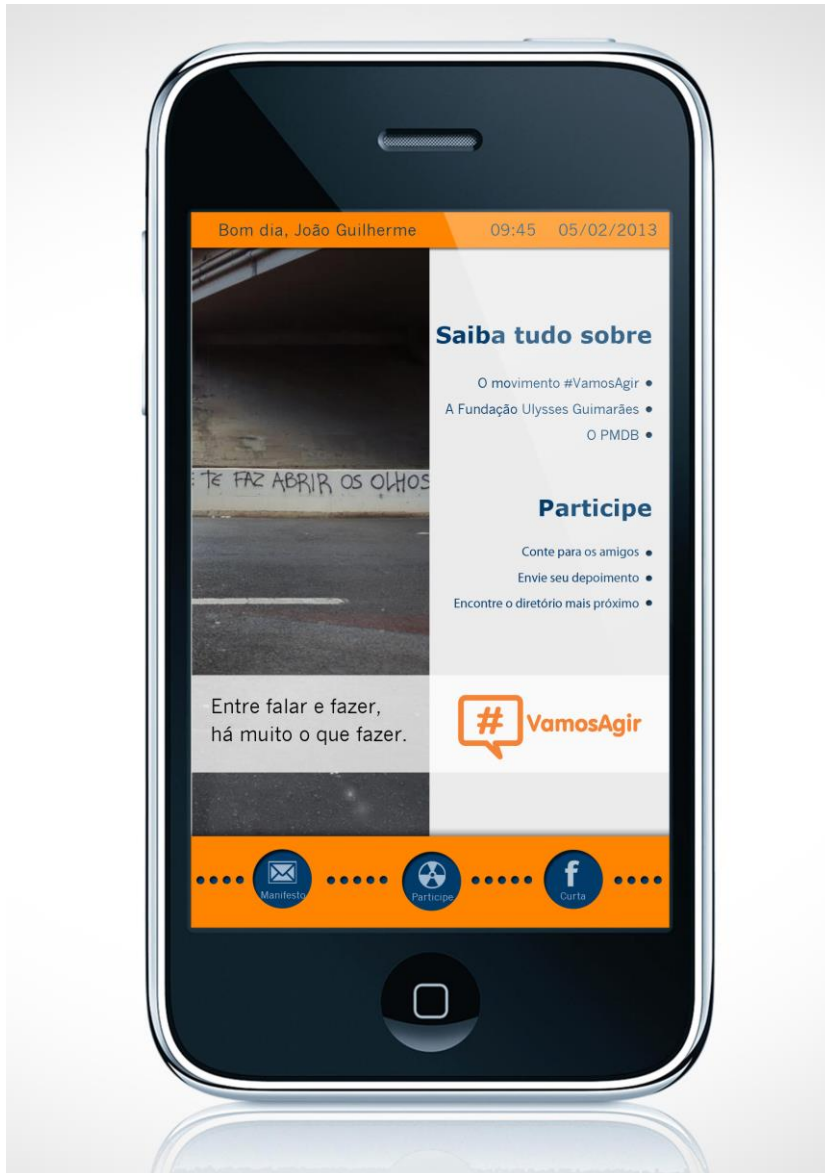 Bom dia, João Guilherme 09:45 05/02/2013
Saiba tudo sobre
O movimento #VamosAgir •
A Fundação Ulysses Guimarães •
O PMDB •
TE FAZ ABRIR OS OLHOS
Participe
Conte para os amigos •
Envie seu depoimento •
Encontre o diretório mais próximo •
Entre falar e fazer,
há muito o que fazer.
# VamosAgir
Manifesto
Participe
f
Curta